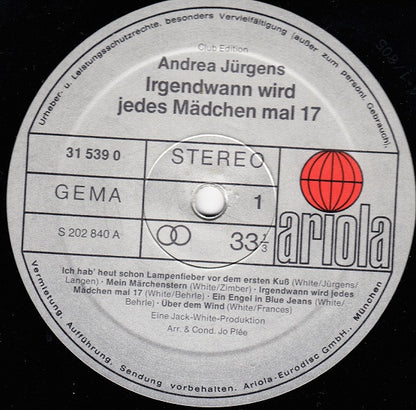 Urheber- u. Leistungsschutzrechte, besonders Vervielfältigung (außer zum persönl Gebrauch),
Club Edition
Andrea Jürgens
Irgendwann wird
jedes Mädchen mal 17
31 539 0
STEREO
GEMA
1
S 202 840 A
33 1/3
ariola
Ich hab' heut schon Lampenfieber vor dem ersten Kuß (White/Jürgens/
Langen) · Mein Märchenstern (White/Zimber) · Irgendwann wird jedes
Mädchen mal 17 (White/Behrle) · Ein Engel in Blue Jeans (White/
Behrle) · Über dem Wind (White/Frances)
Eine Jack-White-Produktion
Arr. & Cond. Jo Plée
Vermietung, Aufführung, Sendung vorbehalten. Ariola-Eurodisc GmbH., München